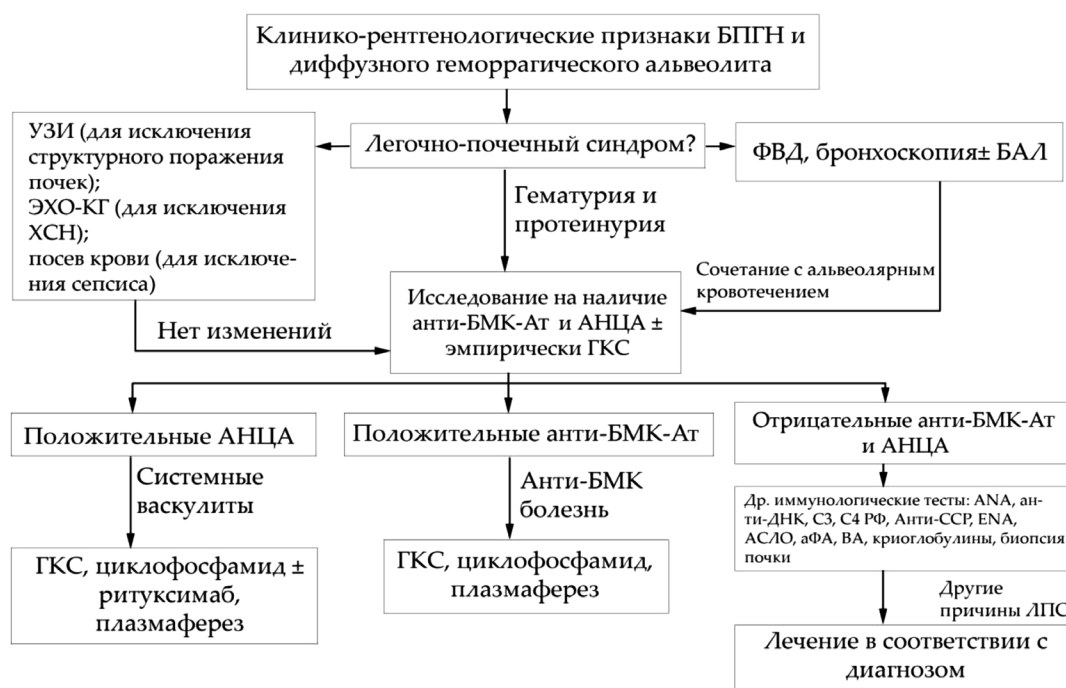 Клинико-рентгенологические признаки БПГН и
диффузного геморрагического альвеолита
УЗИ (для исключения
структурного поражения
почек);
ЭХО-КГ (для исключения
ХСН);
посев крови (для исключе-
ния сепсиса)
Легочно-почечный синдром?
ФВД, бронхоскопия± БАЛ
Гематурия и
протеинурия
Сочетание с альвеолярным
кровотечением
Нет изменений
Исследование на наличие
анти-БМК-Ат и АНЦА ±
эмпирически ГКС
Положительные АНЦА
Положительные анти-БМК-Ат
Отрицательные анти-БМК-Ат
и АНЦА
Системные
васкулиты
Анти-БМК
болезнь
Др. иммунологические тесты: ANA, ан-
ти-ДНК, С3, С4 РФ, Анти-ССР, ENA,
АСЛО, аФА, ВА, криоглобулины, биопсия
почки
ГКС, циклофосфамид ±
ритуксимаб,
плазмаферез
ГКС, циклофосфамид,
плазмаферез
Другие
причины ЛПС
Лечение в соответствии с
диагнозом